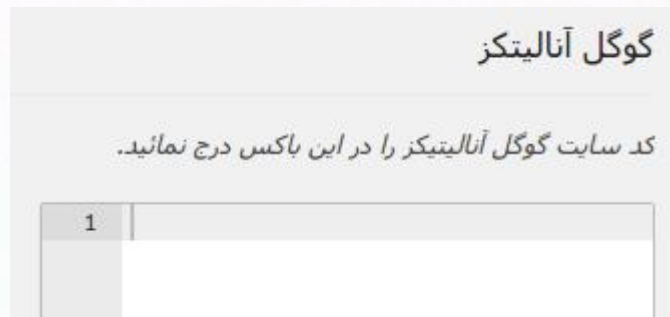 گوگل آنالیتکز
کد سایت گوگل آنالیتیکز را در این باکس درج نمائید.
1